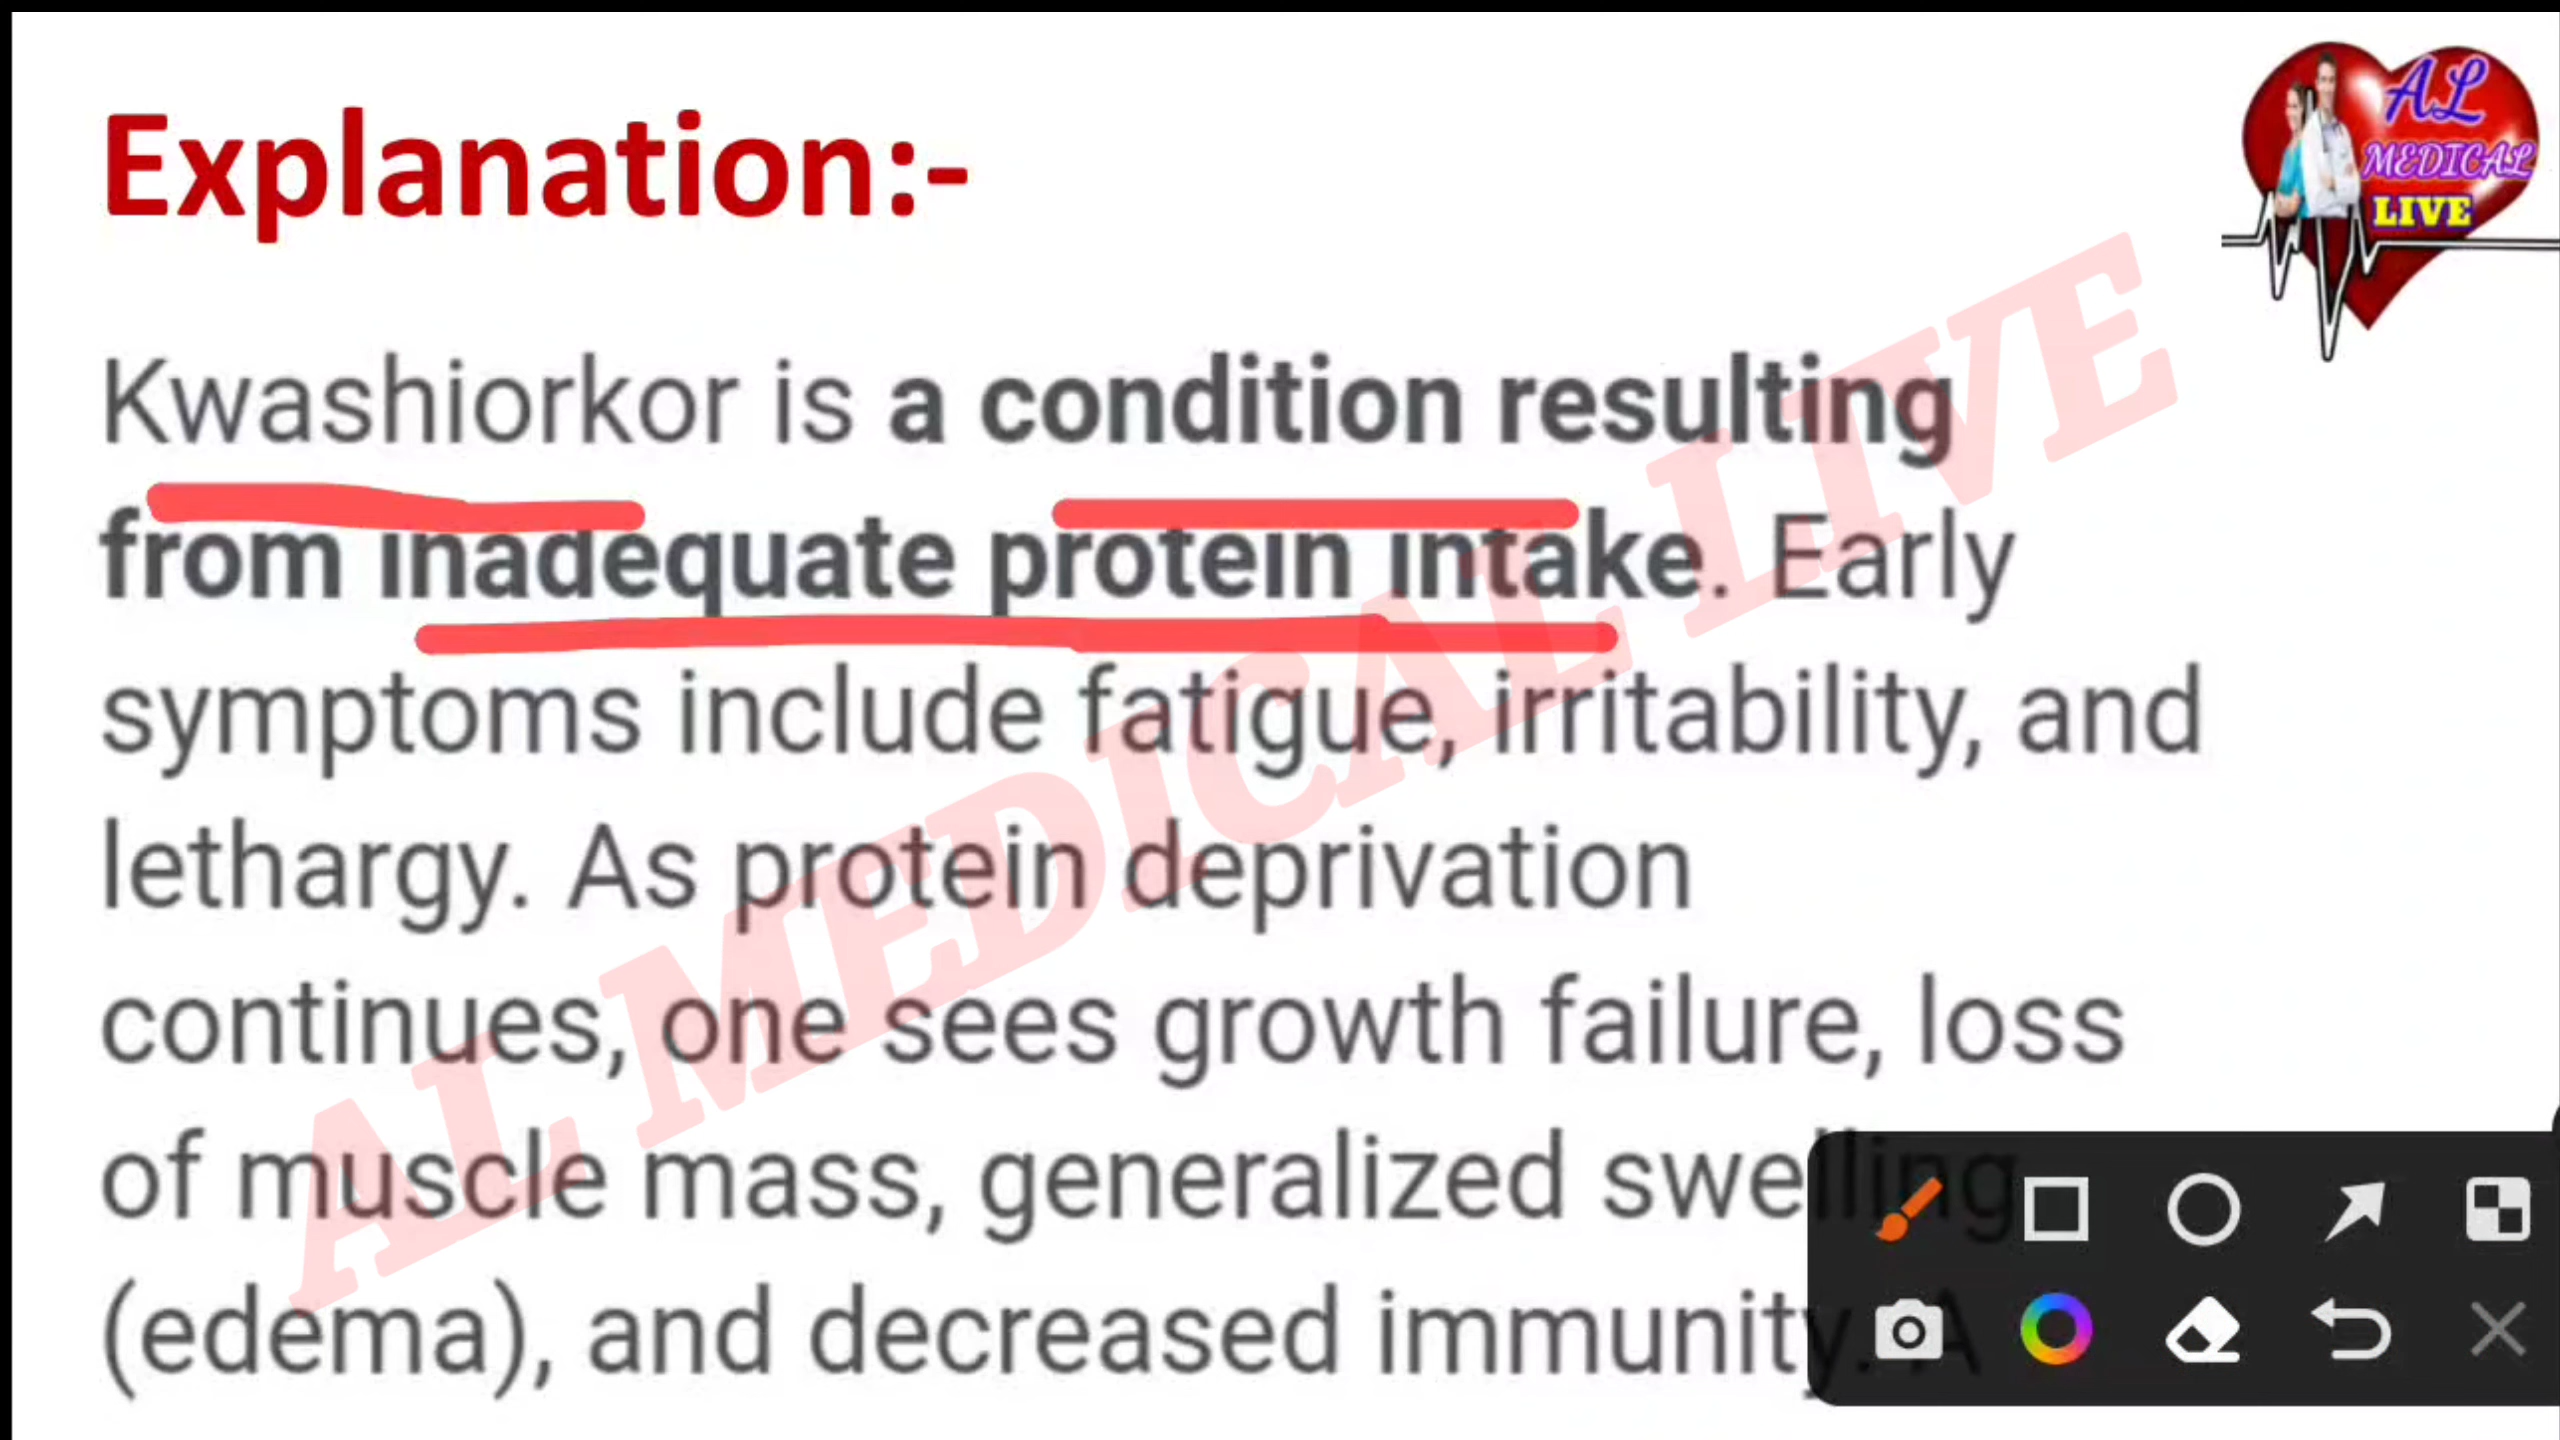 Explanation:-
AL
MEDICAL
LIVE
Kwashiorkor is a condition resulting
from inadequate protein intake. Early
symptoms include fatigue, irritability, and
lethargy. As protein deprivation
continues, one sees growth failure, loss
of muscle mass, generalized swelling
(edema), and decreased immunity. A
AL MEDICAL LIVE